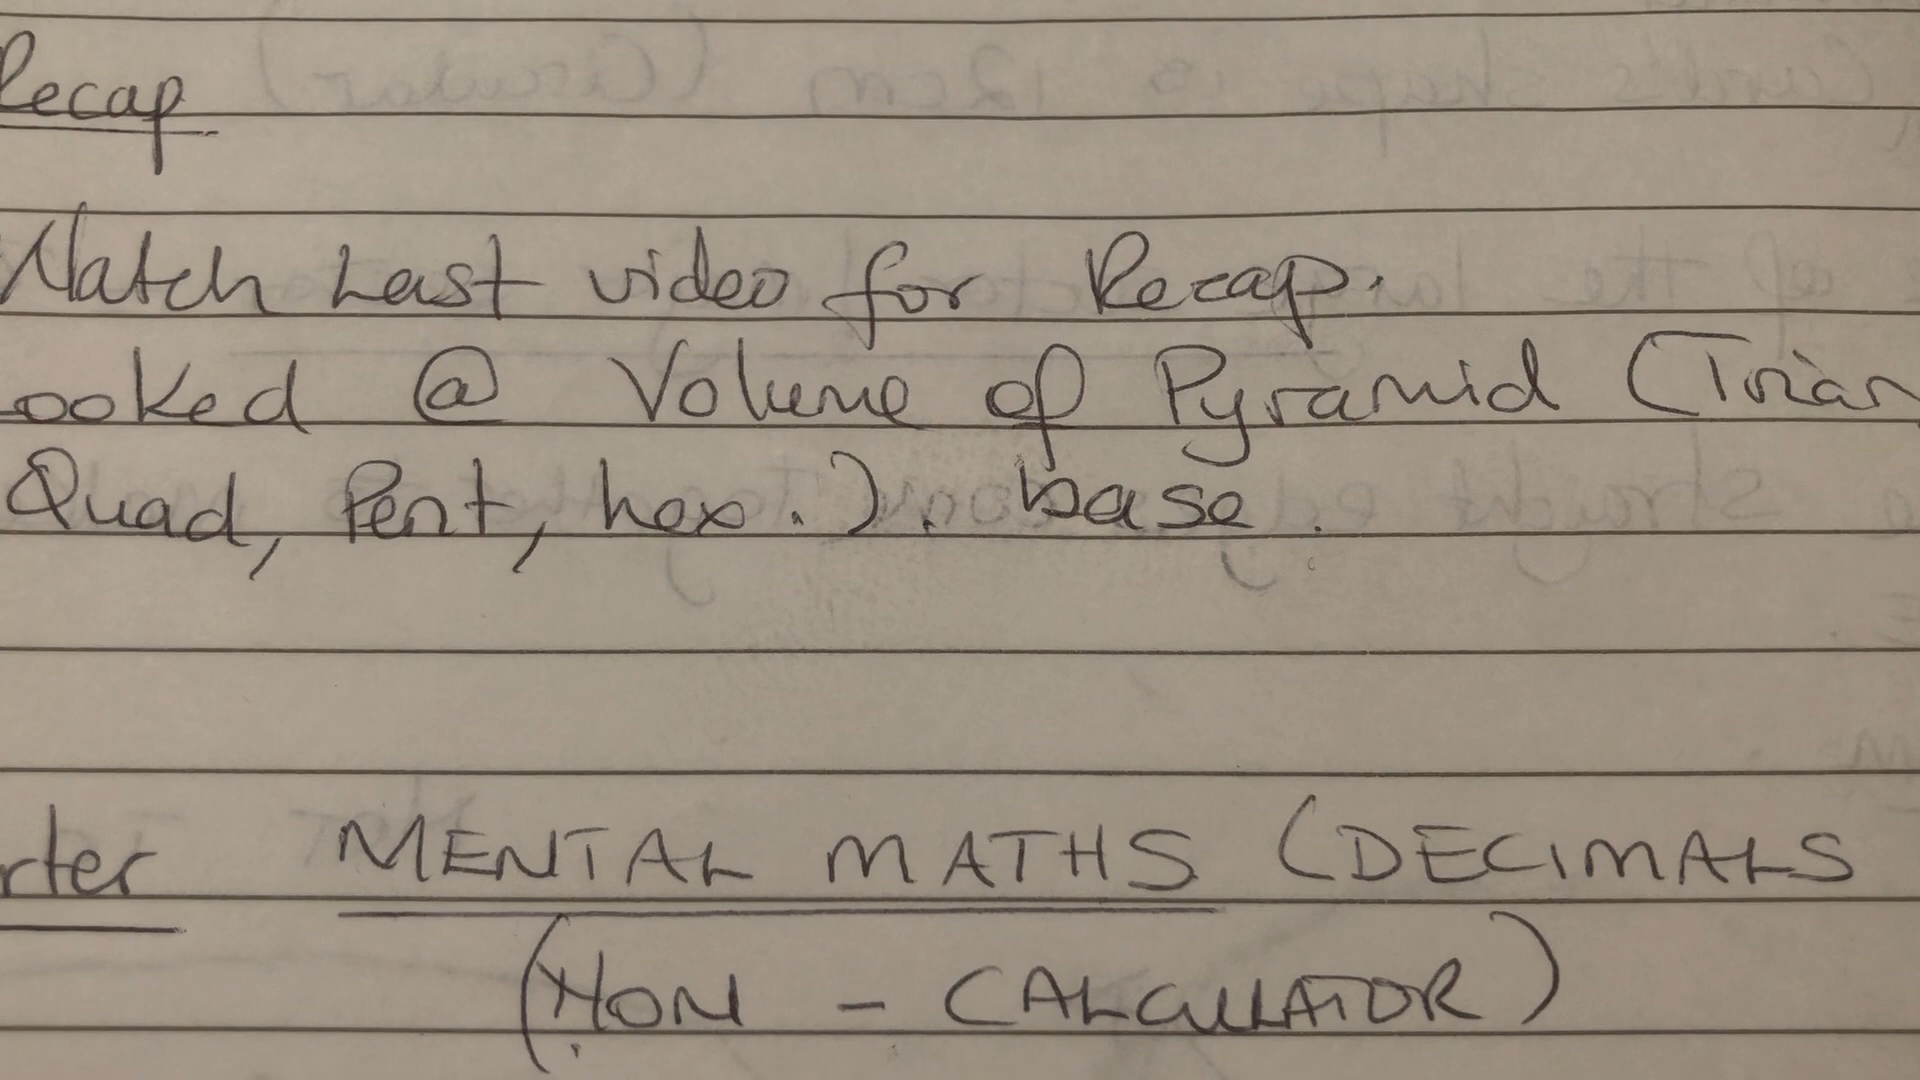 Recap
Watch Last video for Recap.
Looked @ Volume of Pyramid (Trian
Quad, Pent, hex.). base.
rter MENTAL MATHS (DECIMALS
(NON - CALCULATOR)